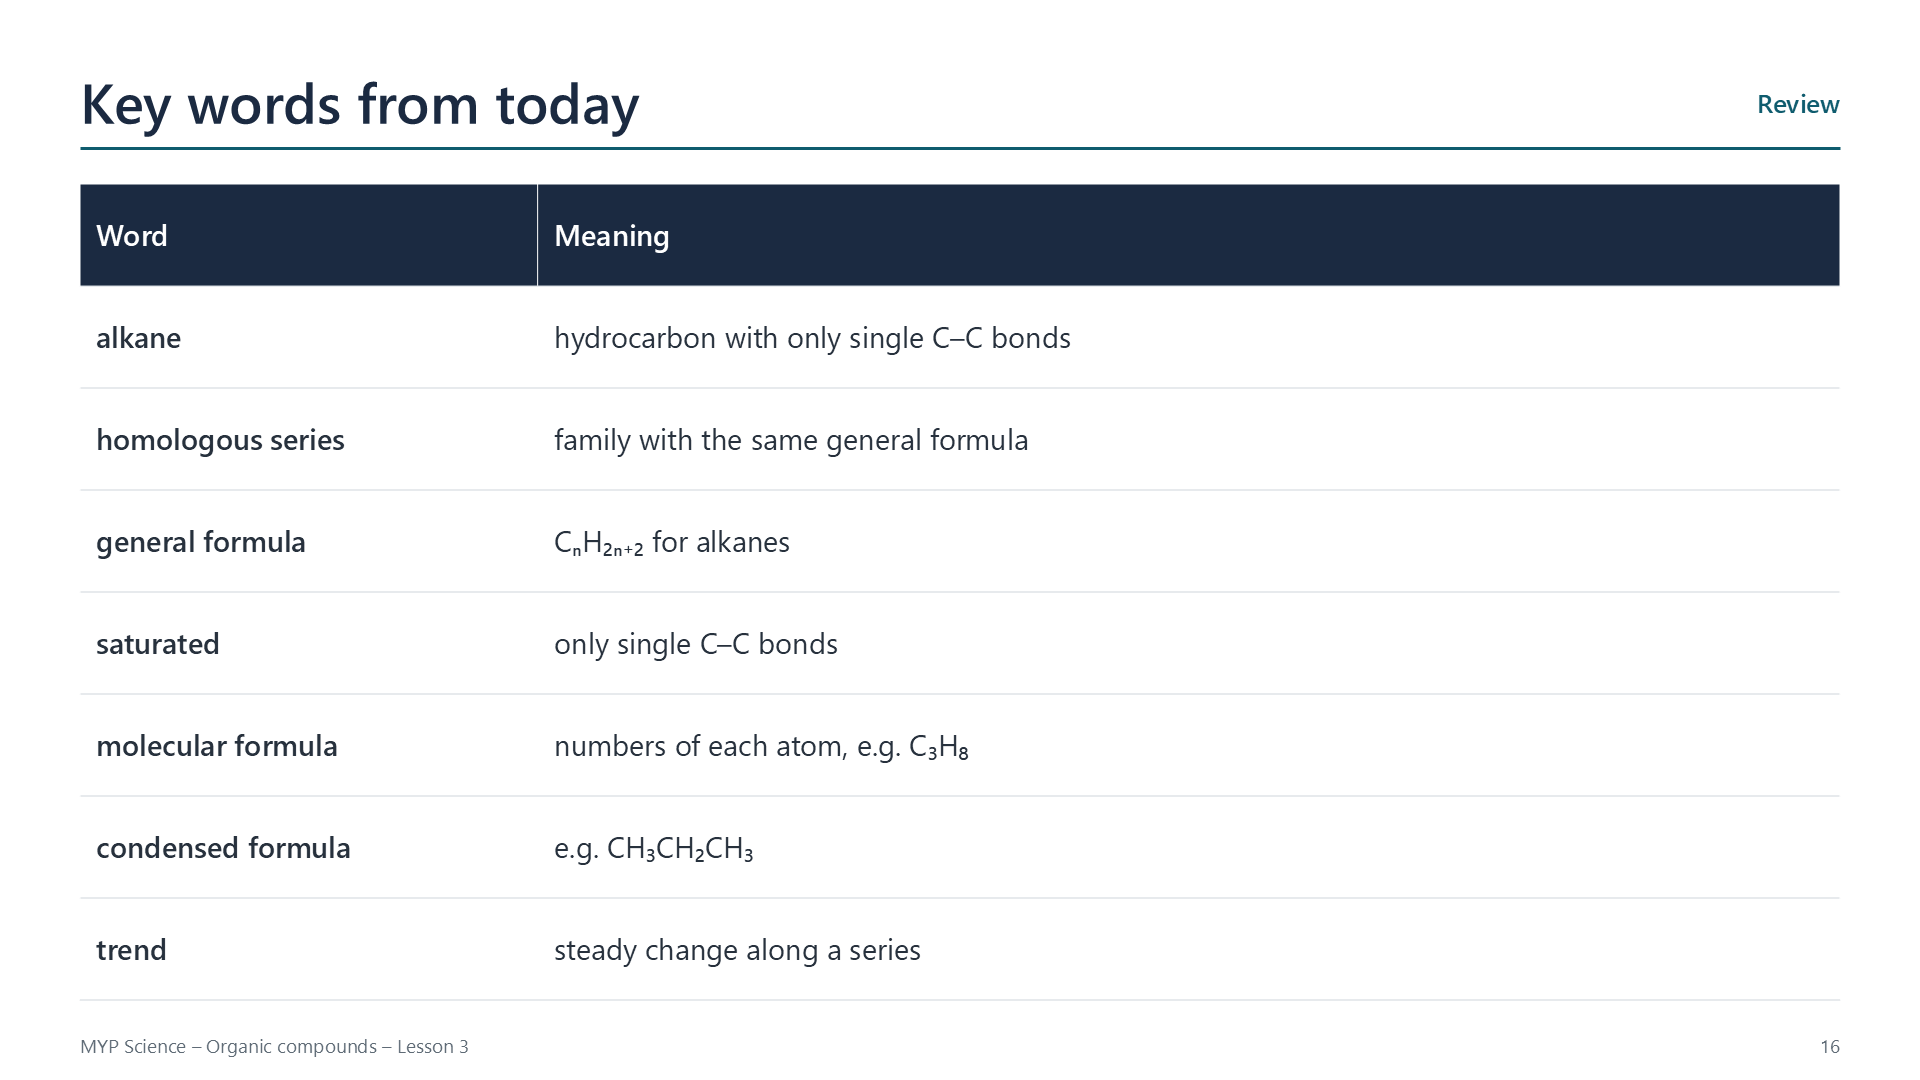 Key words from today
Review
Word Meaning
alkane hydrocarbon with only single C–C bonds
homologous series family with the same general formula
general formula CₙH₂ₙ₊₂ for alkanes
saturated only single C–C bonds
molecular formula numbers of each atom, e.g. C₃H₈
condensed formula e.g. CH₃CH₂CH₃
trend steady change along a series
MYP Science – Organic compounds – Lesson 3
16